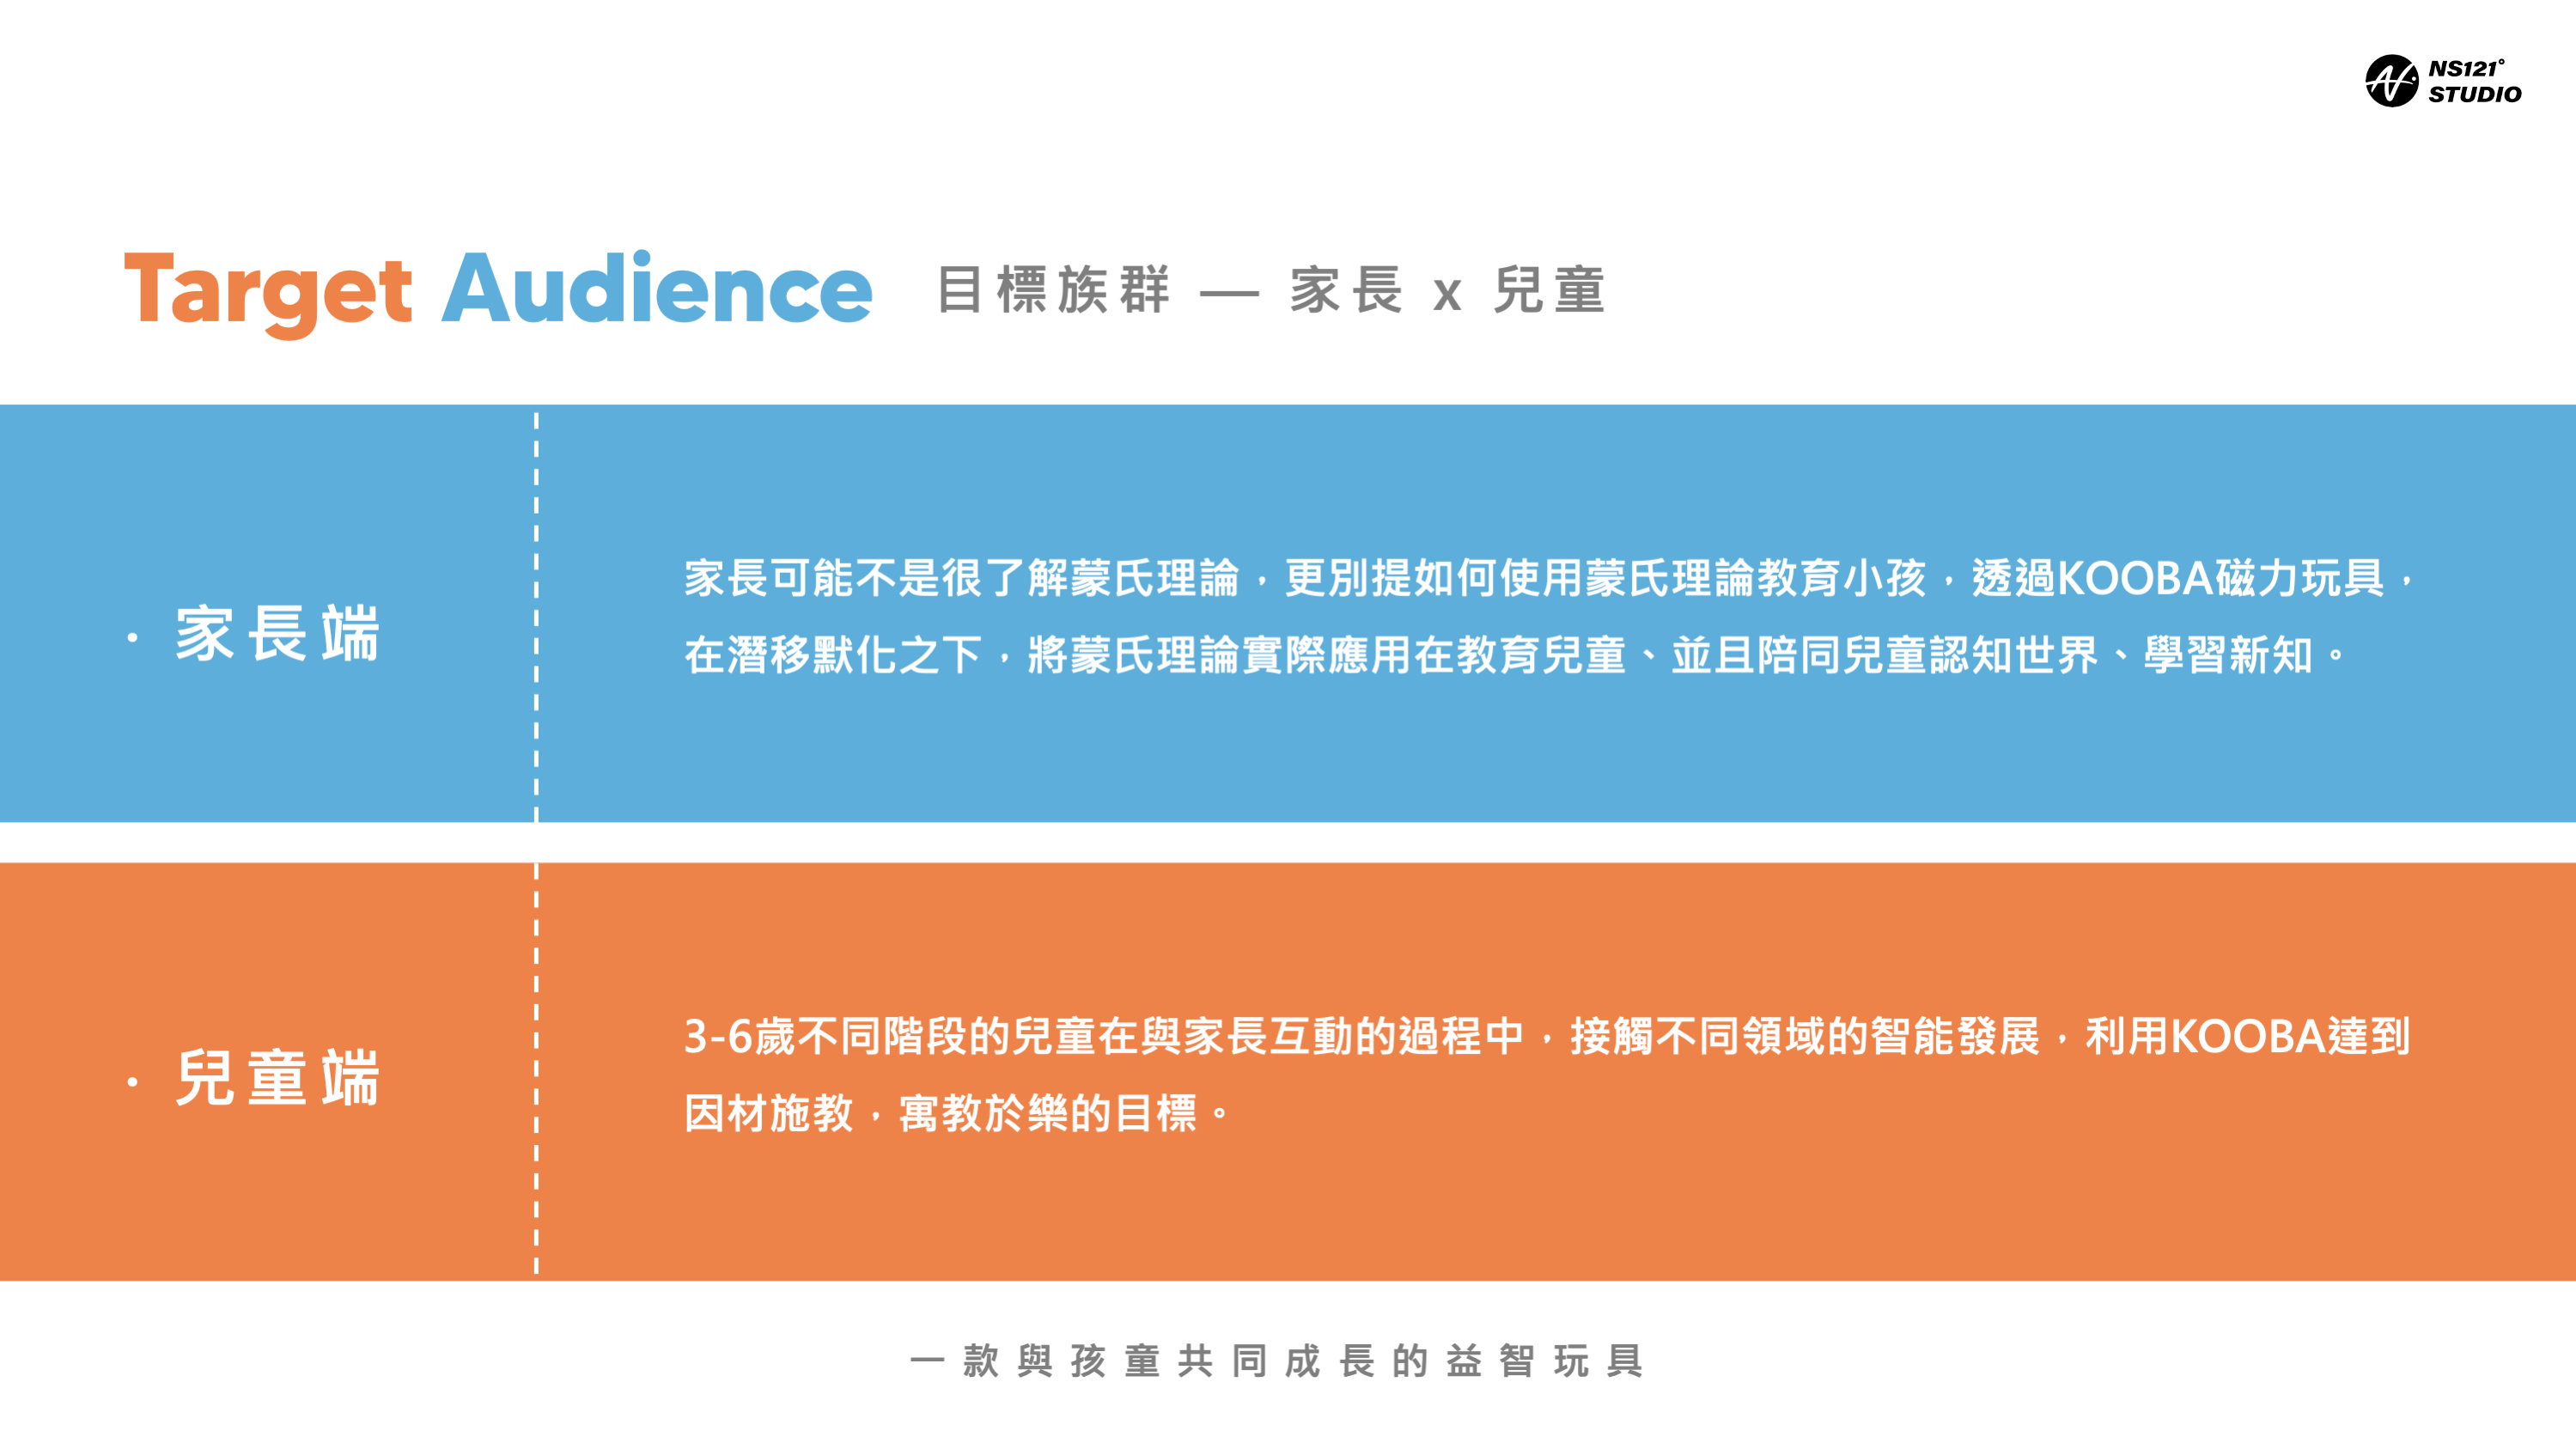 NS121°
STUDIO
Target Audience 目標族群 — 家長 x 兒童
· 家長端
家長可能不是很了解蒙氏理論，更別提如何使用蒙氏理論教育小孩，透過KOOBA磁力玩具，
在潛移默化之下，將蒙氏理論實際應用在教育兒童、並且陪同兒童認知世界、學習新知。
· 兒童端
3-6歲不同階段的兒童在與家長互動的過程中，接觸不同領域的智能發展，利用KOOBA達到
因材施教，寓教於樂的目標。
一款與孩童共同成長的益智玩具